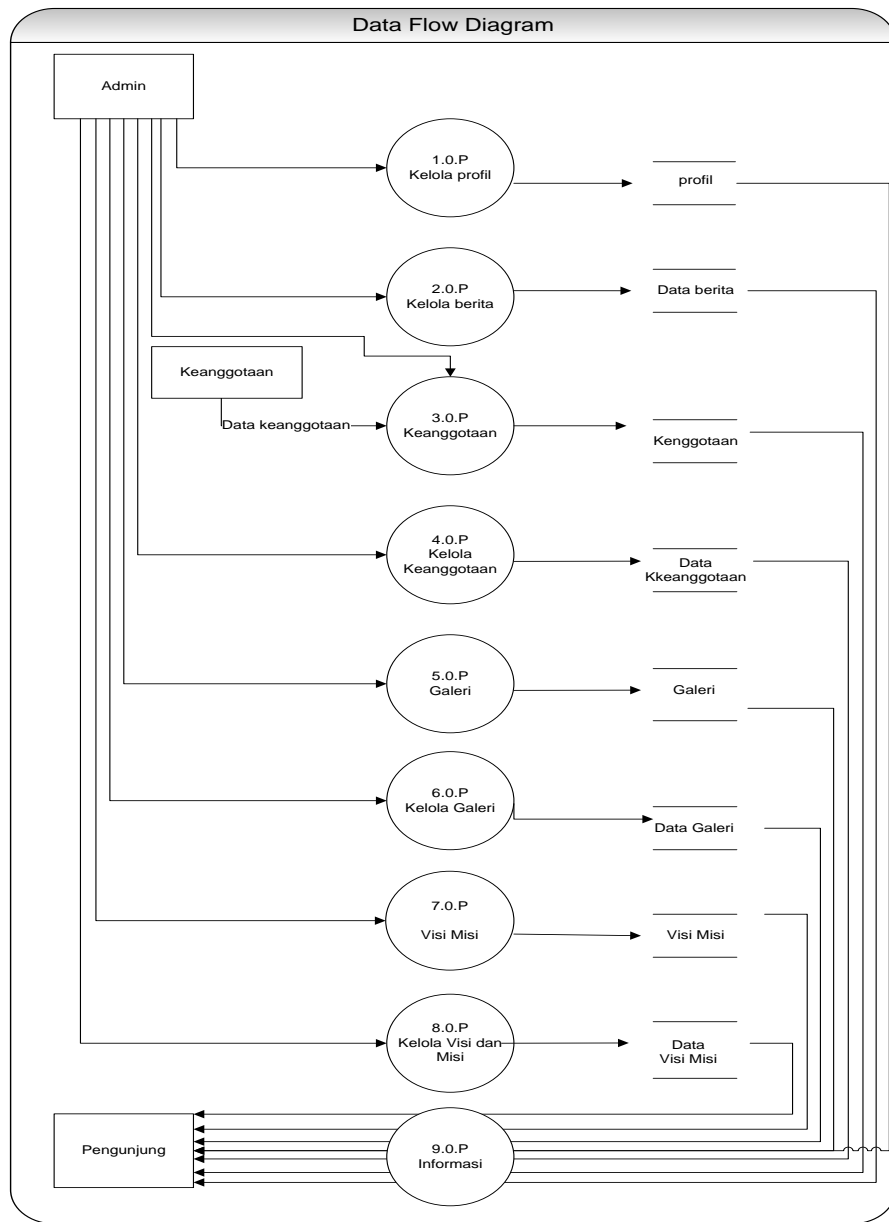 Data Flow Diagram
Admin
1.0.P
Kelola profil
profil
2.0.P
Kelola berita
Data berita
Keanggotaan
Data keanggotaan
3.0.P
Keanggotaan
Kenggotaan
4.0.P
Kelola
Keanggotaan
Data
Kkeanggotaan
5.0.P
Galeri
Galeri
6.0.P
Kelola Galeri
Data Galeri
7.0.P
Visi Misi
Visi Misi
8.0.P
Kelola Visi dan
Misi
Data
Visi Misi
Pengunjung
9.0.P
Informasi